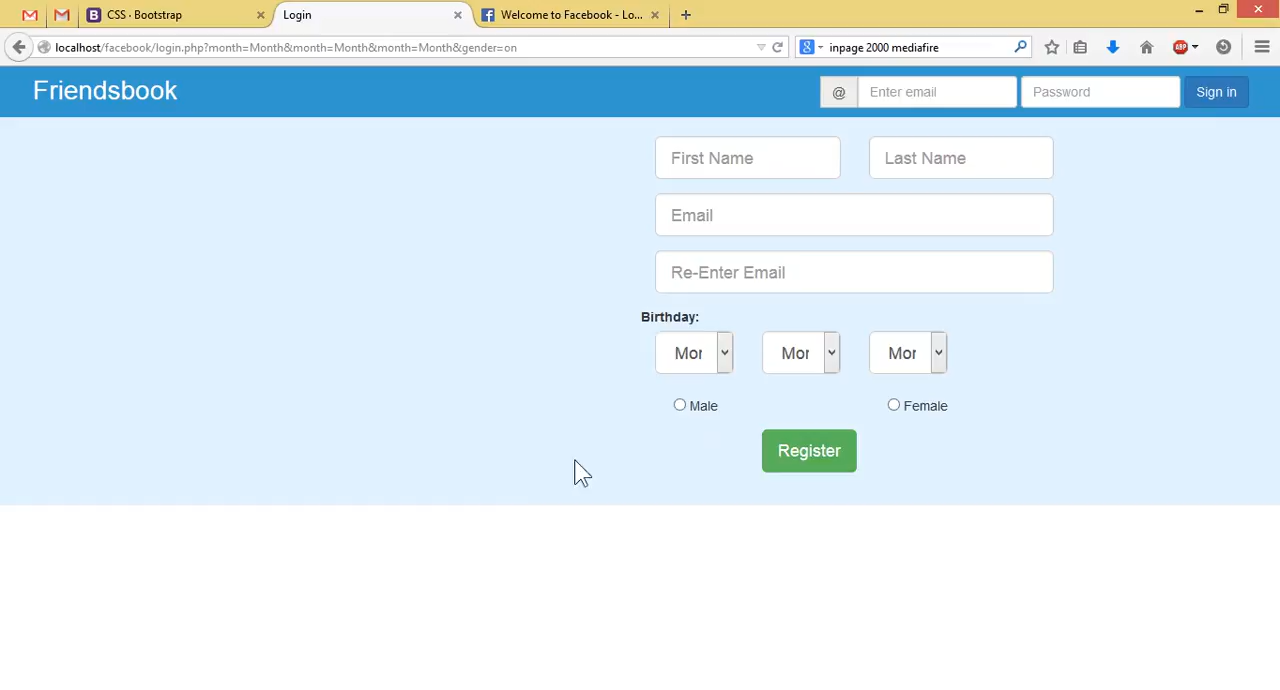 CSS · Bootstrap
Login
Welcome to Facebook - Lo...
localhost/facebook/login.php?month=Month&month=Month&month=Month&gender=on
inpage 2000 mediafire
ABP
Friendsbook
@ Enter email Password Sign in
First Name Last Name
Email
Re-Enter Email
Birthday:
Mor Mor Mor
Male Female
Register